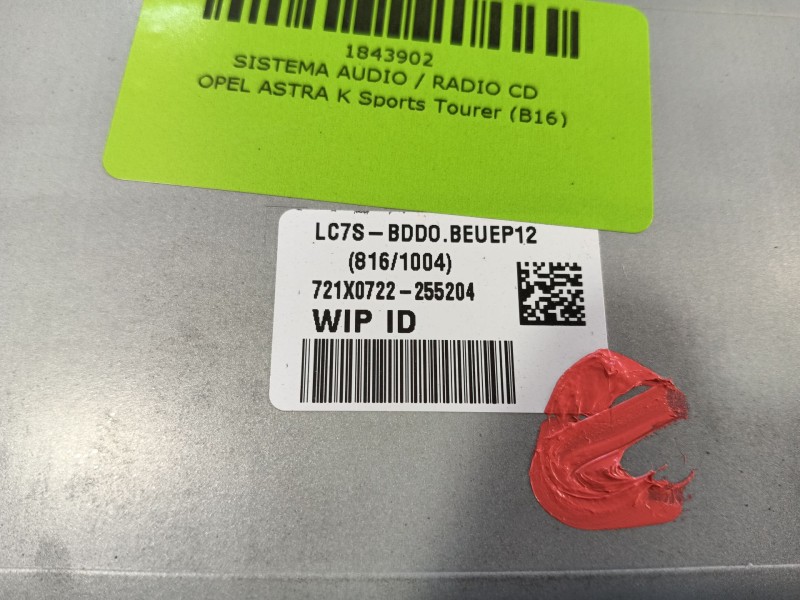 1843902
SISTEMA AUDIO / RADIO CD
OPEL ASTRA K Sports Tourer (B16)
LC7S-BDD0.BEUEP12
(816/1004)
721X0722-255204
WIP ID